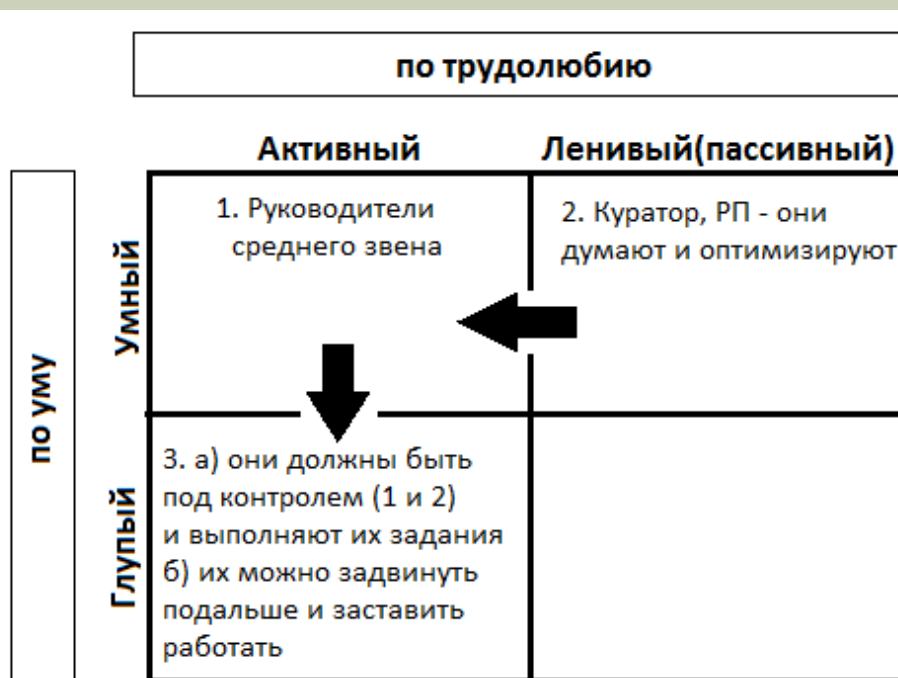 по трудолюбию
Активный
Ленивый(пассивный)
по уму
Умный
1. Руководители
среднего звена
2. Куратор, РП - они
думают и оптимизируют
Глупый
3. а) они должны быть
под контролем (1 и 2)
и выполняют их задания
б) их можно задвинуть
подальше и заставить
работать